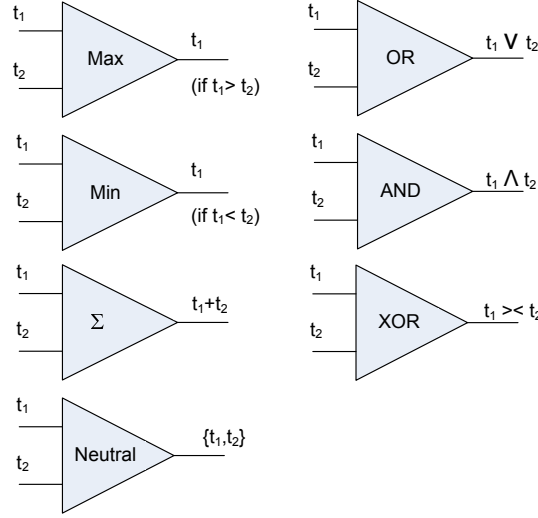 t₁
t₂
Max
t₁
(if t₁> t₂)
t₁
t₂
OR
t₁ V t₂
t₁
t₂
Min
t₁
(if t₁< t₂)
t₁
t₂
AND
t₁ Λ t₂
t₁
t₂
Σ
t₁+t₂
t₁
t₂
XOR
t₁ >< t₂
t₁
t₂
Neutral
{t₁,t₂}